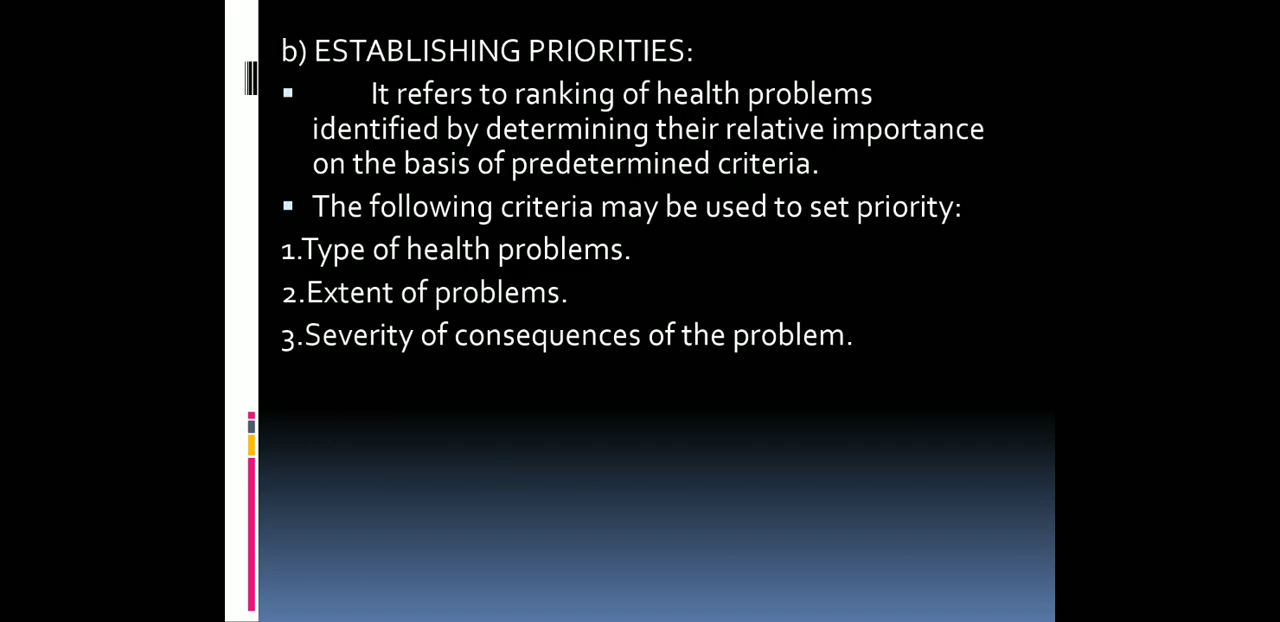 b) ESTABLISHING PRIORITIES:
▪ It refers to ranking of health problems
identified by determining their relative importance
on the basis of predetermined criteria.
▪ The following criteria may be used to set priority:
1.Type of health problems.
2.Extent of problems.
3.Severity of consequences of the problem.